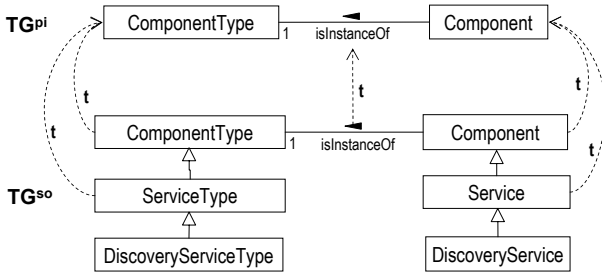 TGpi ComponentType 1 isInstanceOf Component
t t t t t
ComponentType 1 isInstanceOf Component
TGso ServiceType Service
DiscoveryServiceType DiscoveryService